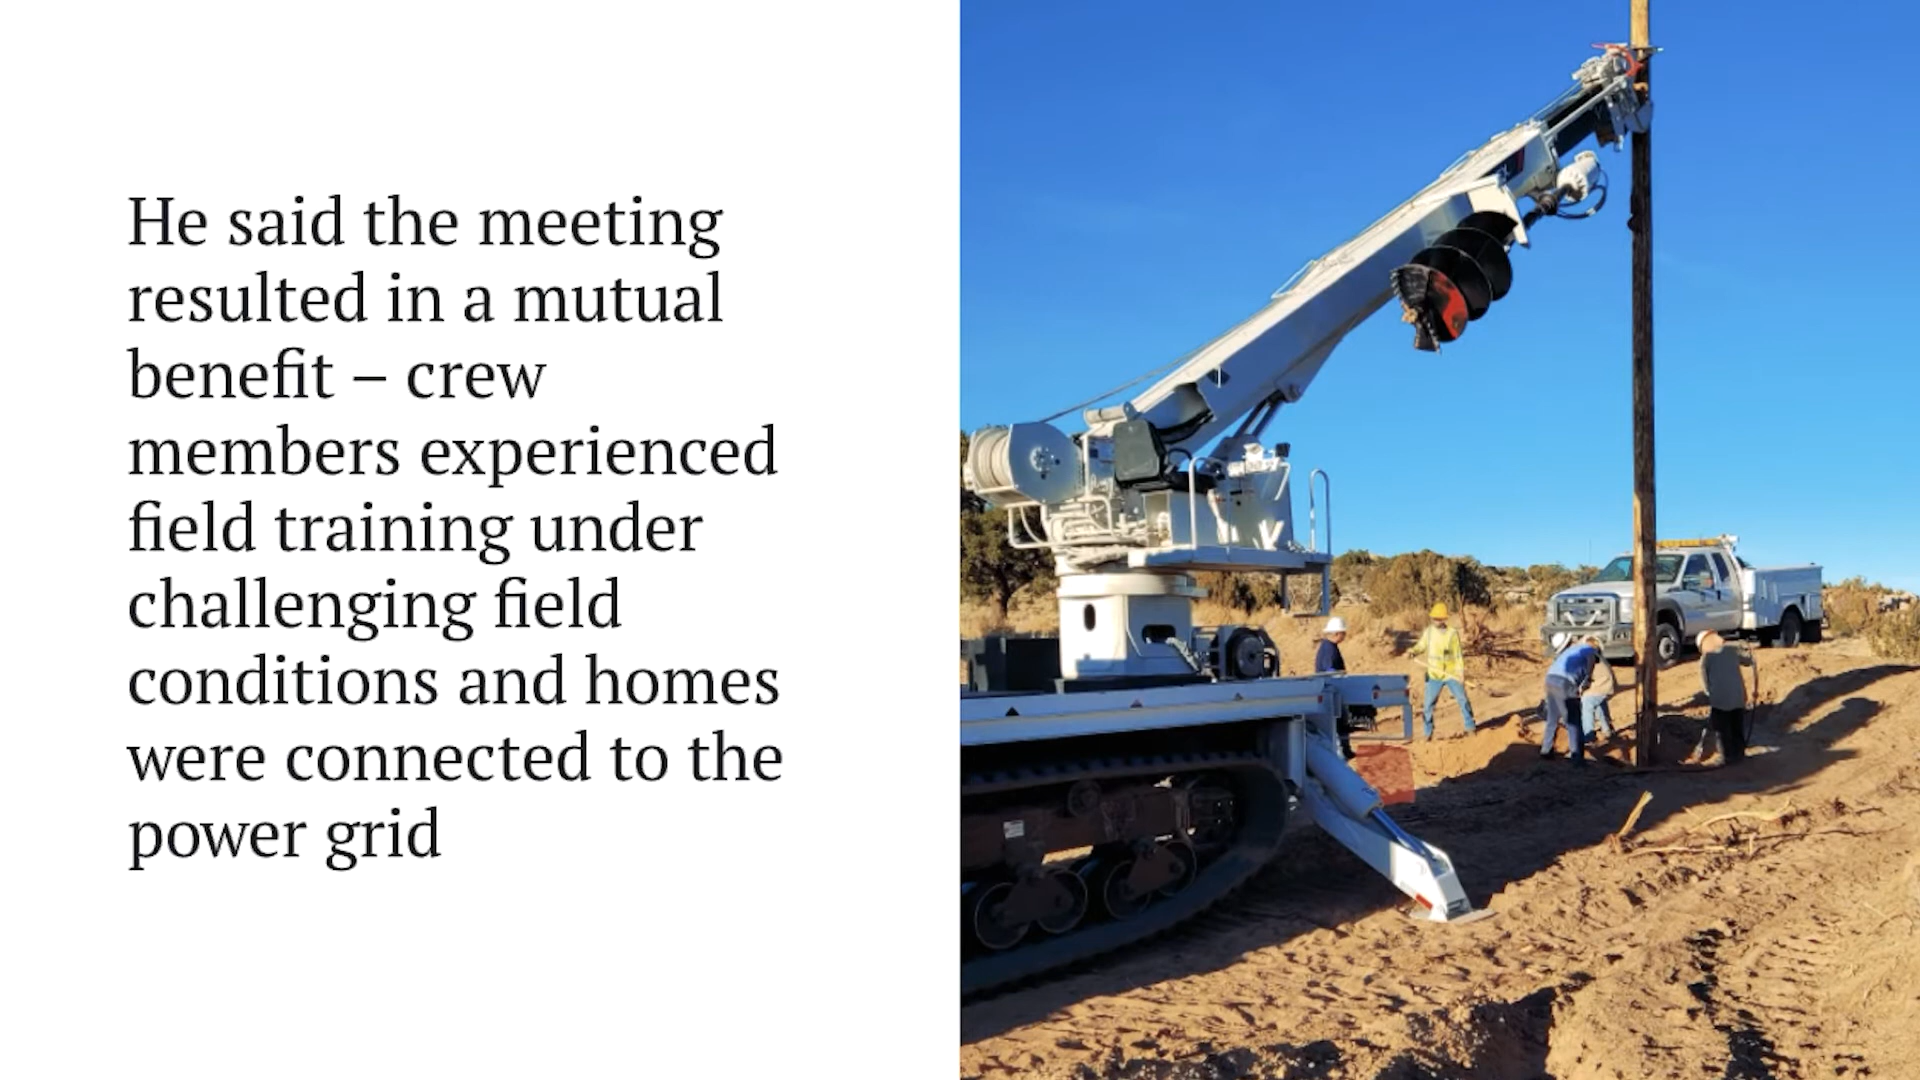 He said the meeting
resulted in a mutual
benefit – crew
members experienced
field training under
challenging field
conditions and homes
were connected to the
power grid